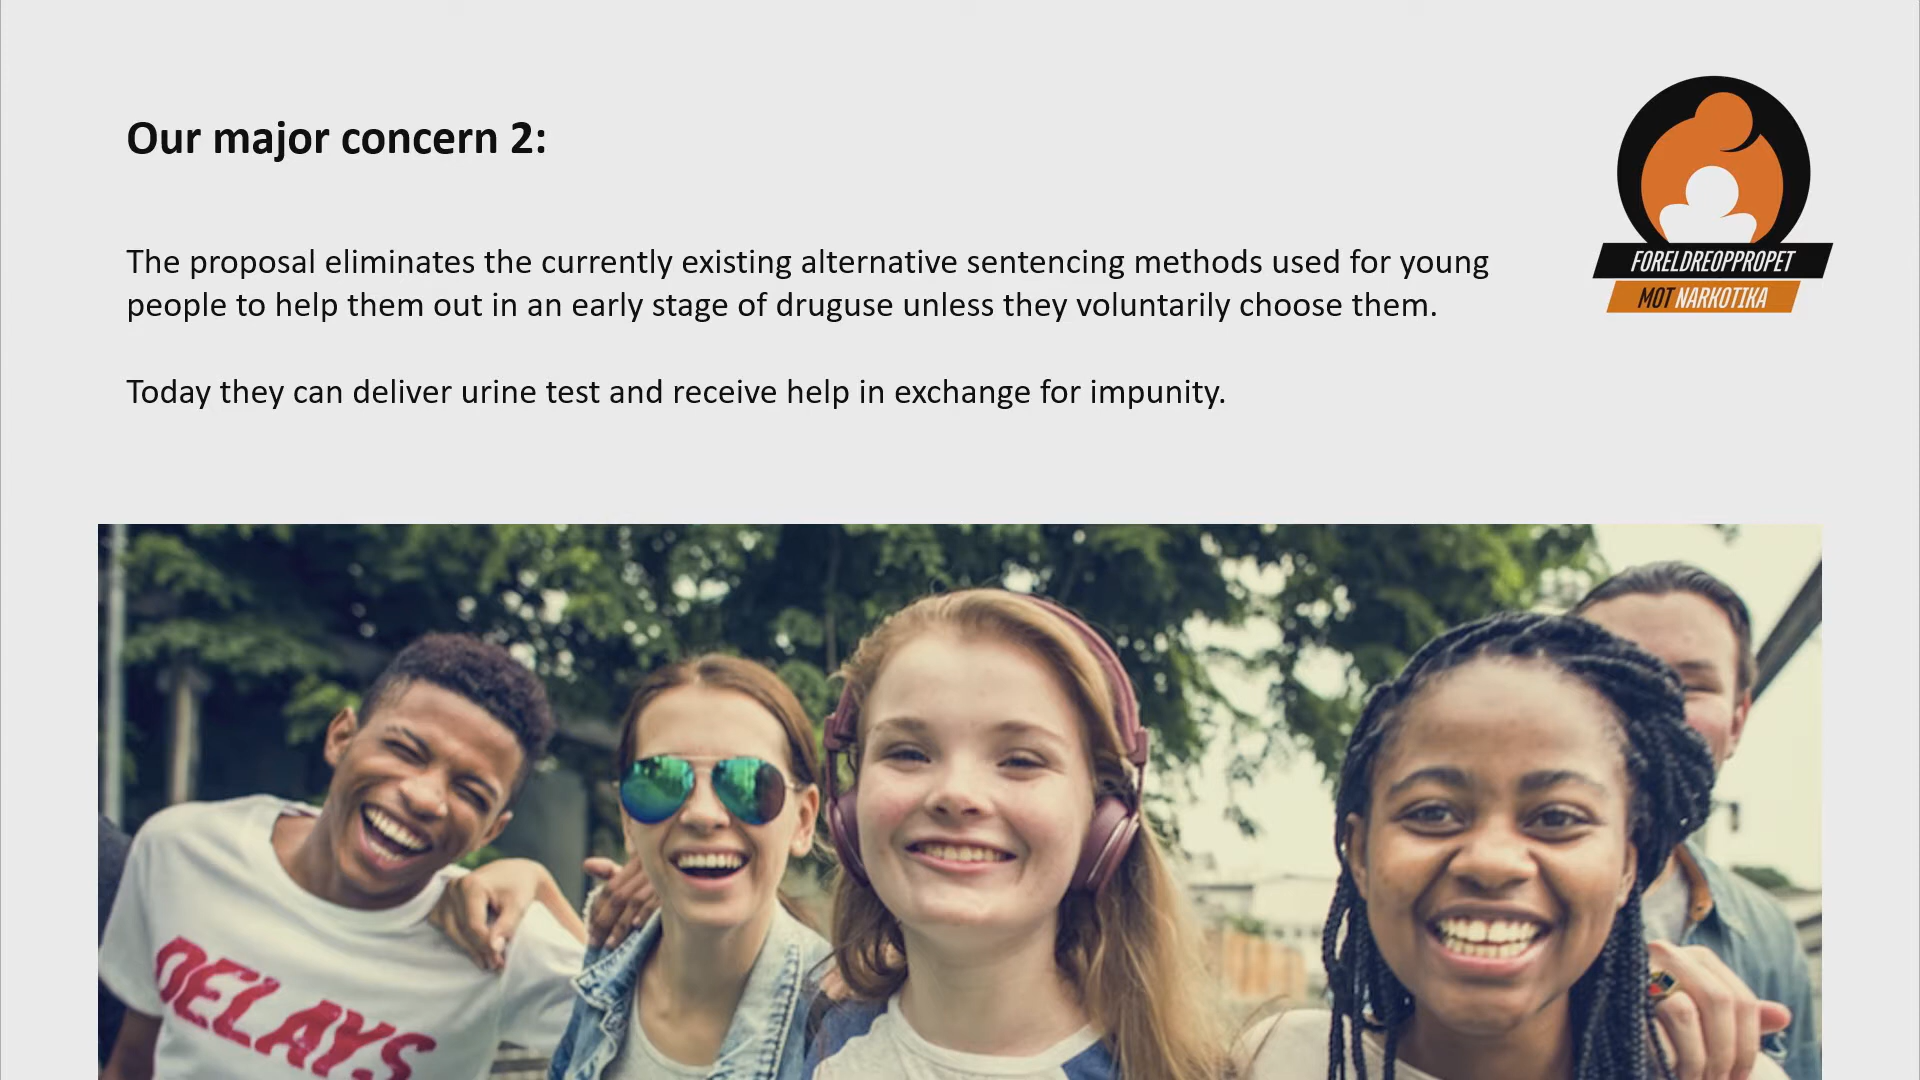 Our major concern 2:
The proposal eliminates the currently existing alternative sentencing methods used for young
people to help them out in an early stage of druguse unless they voluntarily choose them.
Today they can deliver urine test and receive help in exchange for impunity.
FORELDREOPPROPET
MOT NARKOTIKA
DELAYS